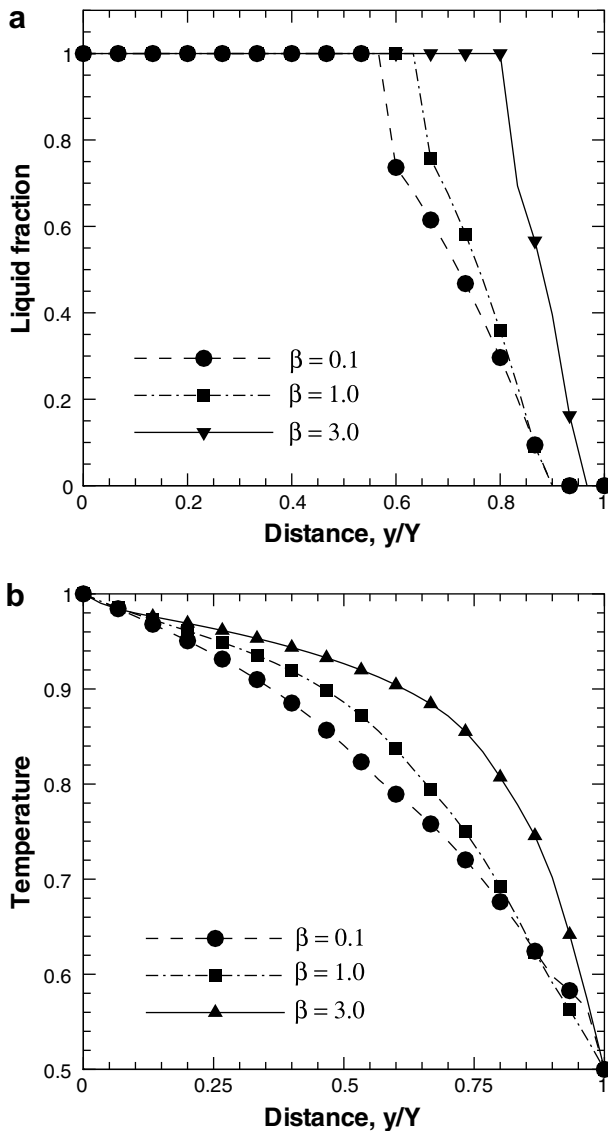 a
1
0.8
0.6
0.4
0.2
0
Liquid fraction
β = 0.1
β = 1.0
β = 3.0
0 0.2 0.4 0.6 0.8 1
Distance, y/Y
b
1
0.9
0.8
0.7
0.6
0.5
Temperature
β = 0.1
β = 1.0
β = 3.0
0 0.25 0.5 0.75 1
Distance, y/Y